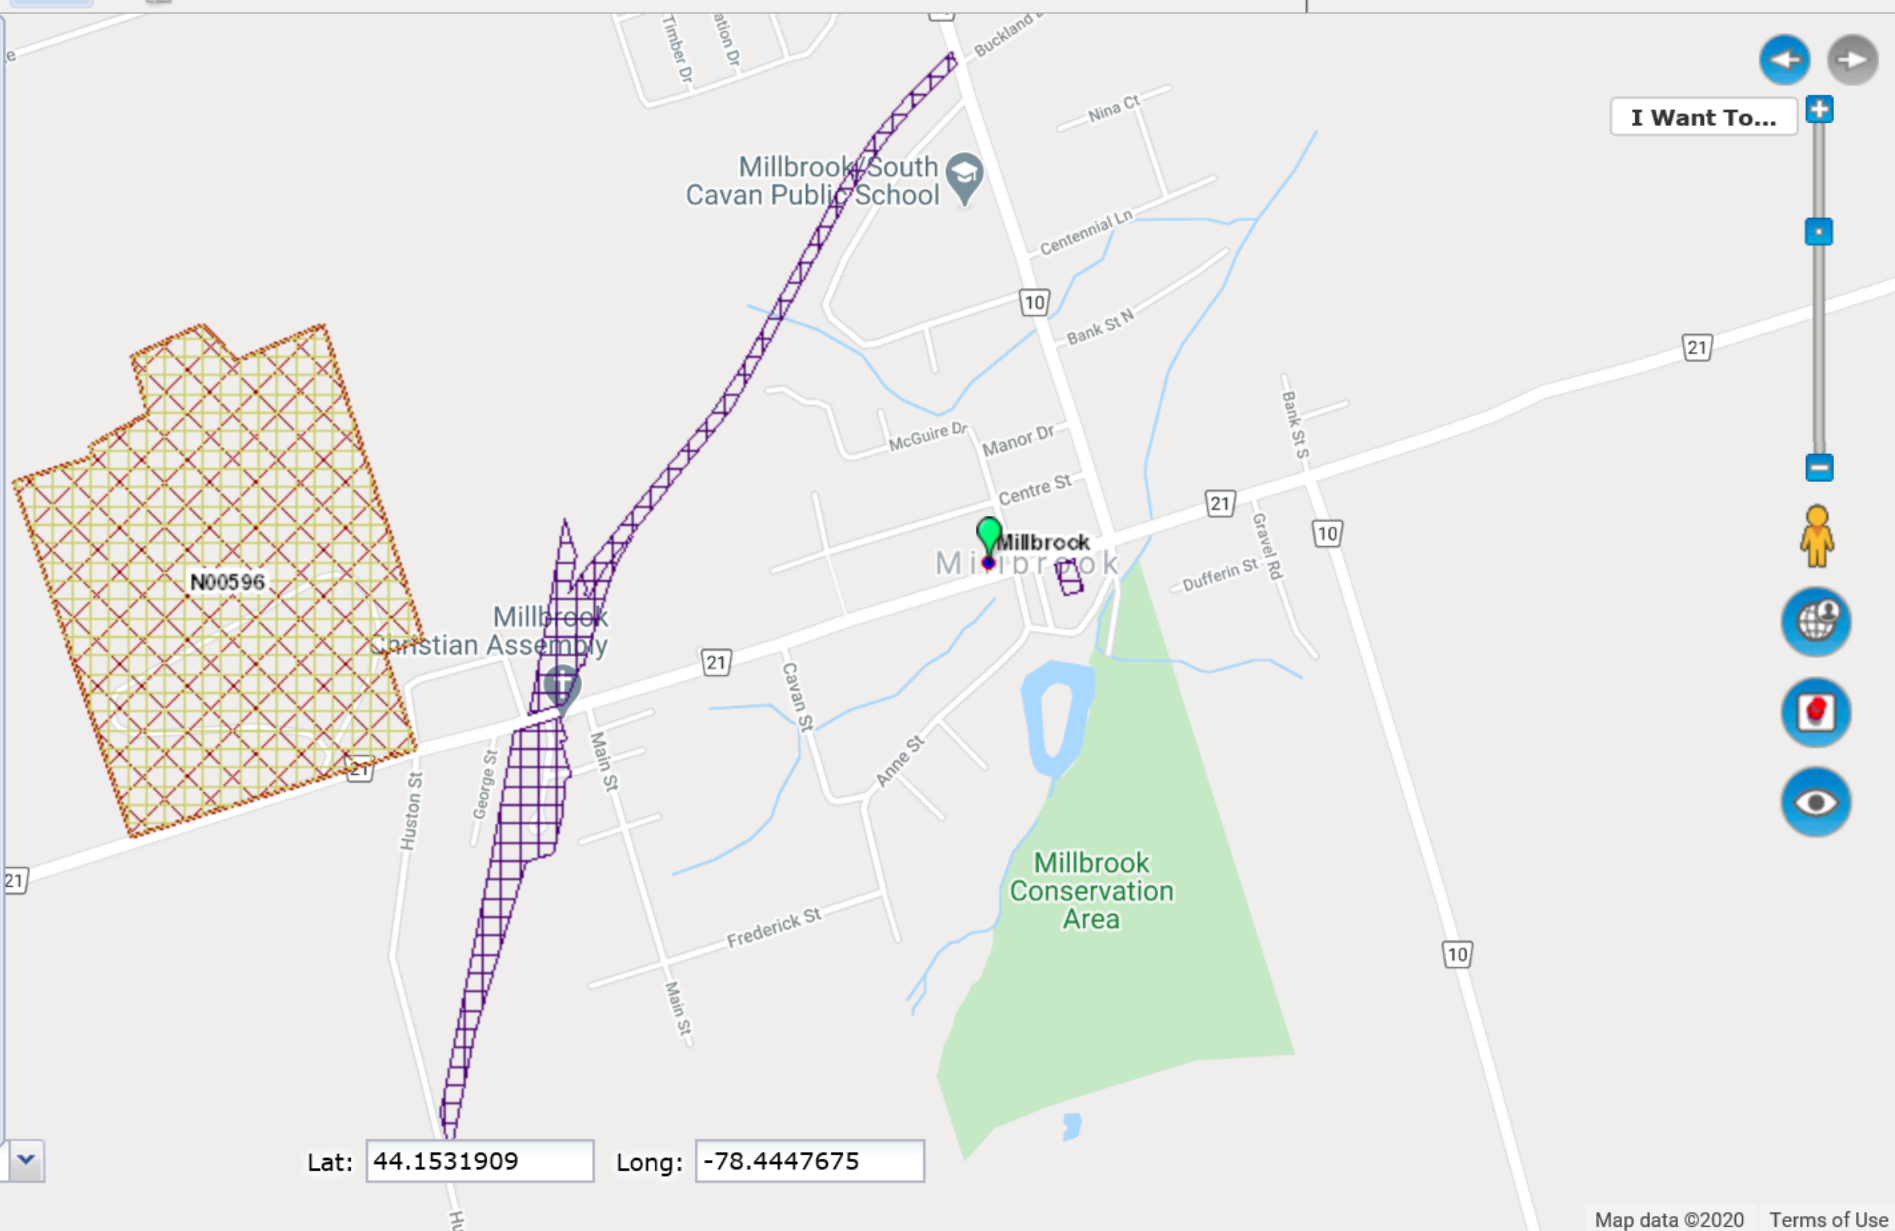 Timber Dr
Nina Ct
I Want To...
Millbrook/South
Cavan Public School
Centennial Ln
10
Bank St N
21
McGuire Dr
Manor Dr
Bank St S
Centre St
21
10
Millbrook
Millbrook
Gravel Rd
Dufferin St
N00596
Millbrook
Christian Assembly
21
Cavan St
Main St
George St
Anne St
21
Huston St
21
Millbrook
Conservation
Area
Frederick St
10
Main St
Lat: 44.1531909 Long: -78.4447675
Map data ©2020 Terms of Use